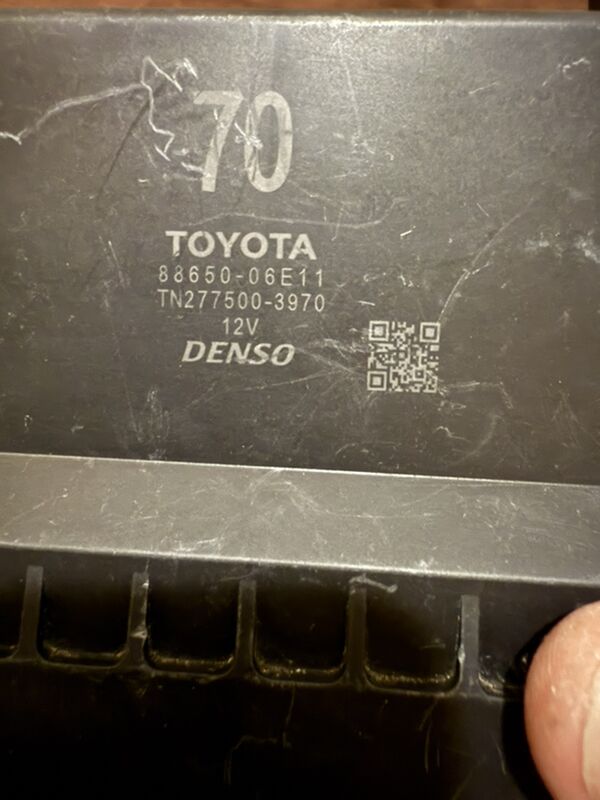 70
TOYOTA
88650-06E11
TN277500-3970
12V
DENSO